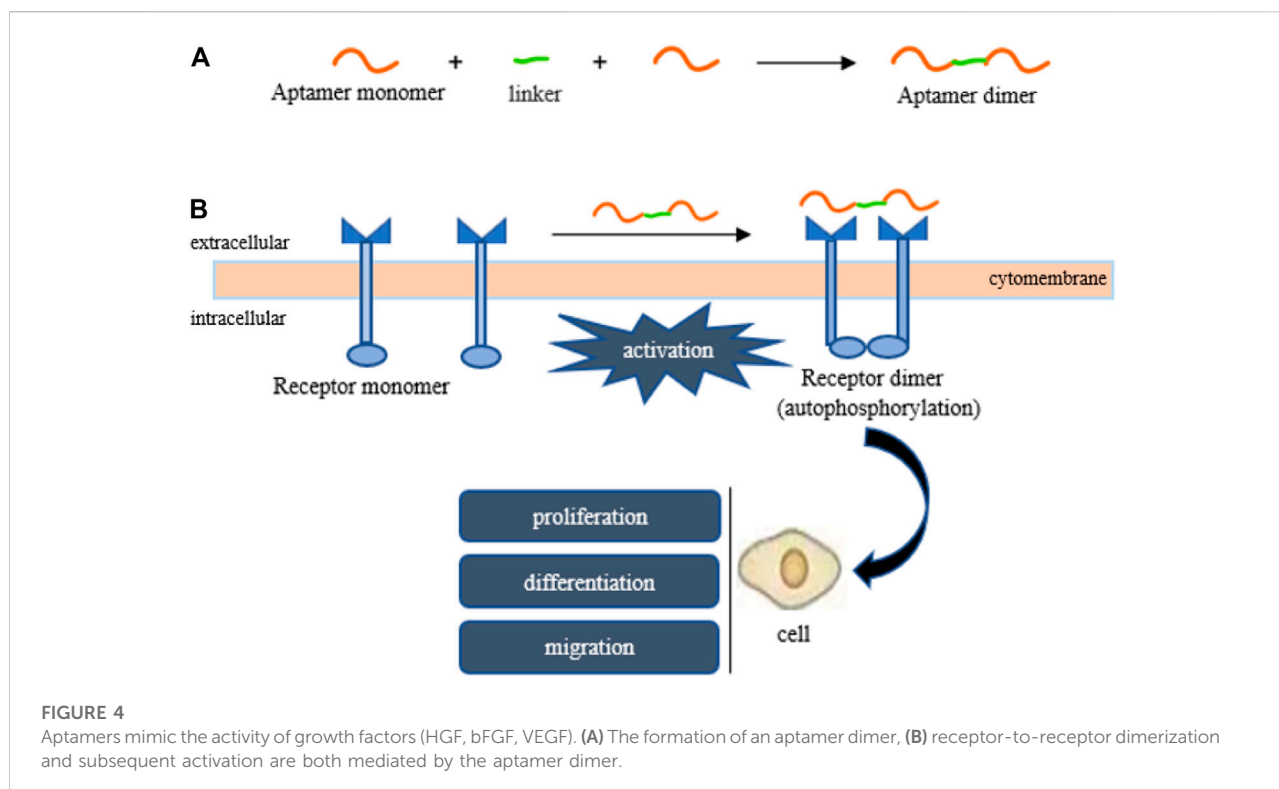 A
+ +
Aptamer monomer linker Aptamer dimer
B
extracellular
cytomembrane
intracellular
activation
Receptor monomer
Receptor dimer
(autophosphorylation)
proliferation
differentiation
migration
cell
FIGURE 4
Aptamers mimic the activity of growth factors (HGF, bFGF, VEGF). (A) The formation of an aptamer dimer, (B) receptor-to-receptor dimerization
and subsequent activation are both mediated by the aptamer dimer.